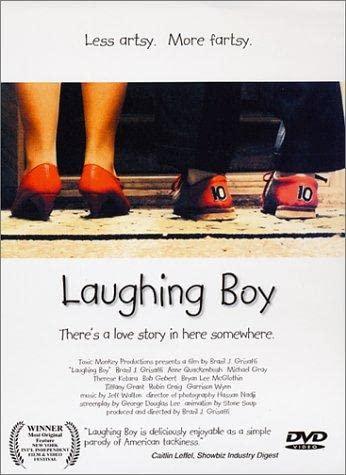 Less artsy. More fartsy.
10 10
Laughing Boy
There's a love story in here somewhere.
Toxic Monkey Productions presents a film by Brazil J. Grisaffi
"Laughing Boy" Brazil J. Grisaffi Anne Quackenbush Michael Gray
Therese Kotara Bob Gebert Bryan Lee McGlothin
Tiffany Grant Robin Craig Garrison Wynn
music by Jeff Walton director of photography Hassan Nadji
screenplay by George Douglas Lee animation by Stone Soup
produced and directed by Brazil J. Grisaffi
WINNER
Most Original
Feature
NEW YORK
INT'L INDEPENDENT
FILM & VIDEO
FESTIVAL
"Laughing Boy is deliciously enjoyable as a simple
parody of American tackiness."
Caitlin Leffel, Showbiz Industry Digest
DVD
VIDEO